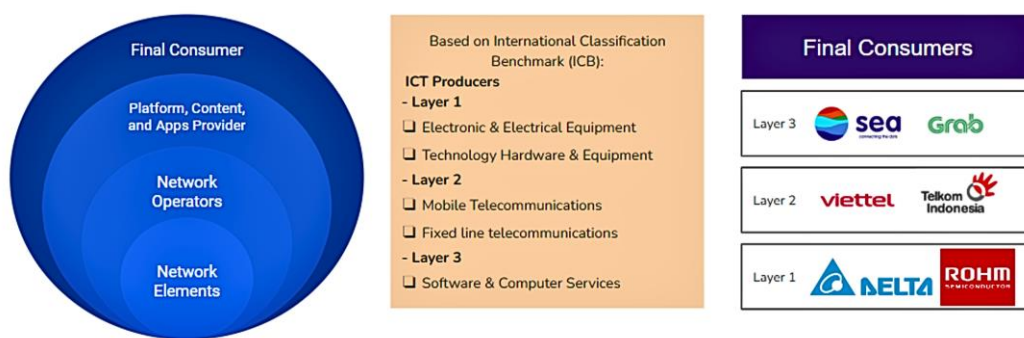 Final Consumer
Platform, Content,
and Apps Provider
Network
Operators
Network
Elements
Based on International Classification
Benchmark (ICB):
ICT Producers
- Layer 1
❑ Electronic & Electrical Equipment
❑ Technology Hardware & Equipment
- Layer 2
❑ Mobile Telecommunications
❑ Fixed line telecommunications
- Layer 3
❑ Software & Computer Services
Final Consumers
Layer 3 sea Grab
connecting the dots
Layer 2 viettel Telkom
Indonesia
Layer 1 DELTA ROHM
SEMICONDUCTOR